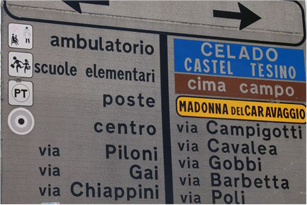 ambulatorio
scuole elementari
PT
poste
centro
via Piloni
via Gai
via Chiappini
CELADO
CASTEL TESINO
cima campo
MADONNA DEL CARAVAGGIO
via Campigotti
via Cavalea
via Gobbi
via Barbetta
via Poli